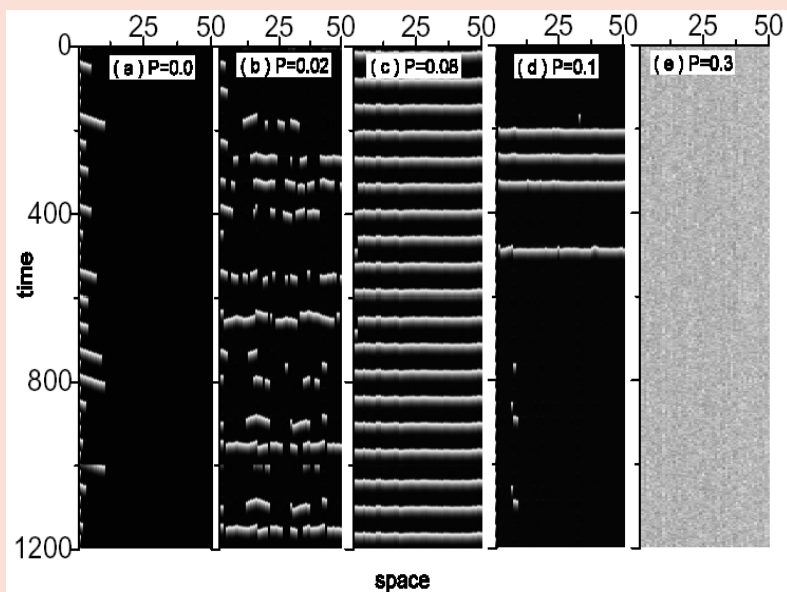 25 50 25 50 25 50 25 50 25 50
0
( a ) P=0.0
( b ) P=0.02
( c ) P=0.08
( d ) P=0.1
( e ) P=0.3
400
time
800
1200
space